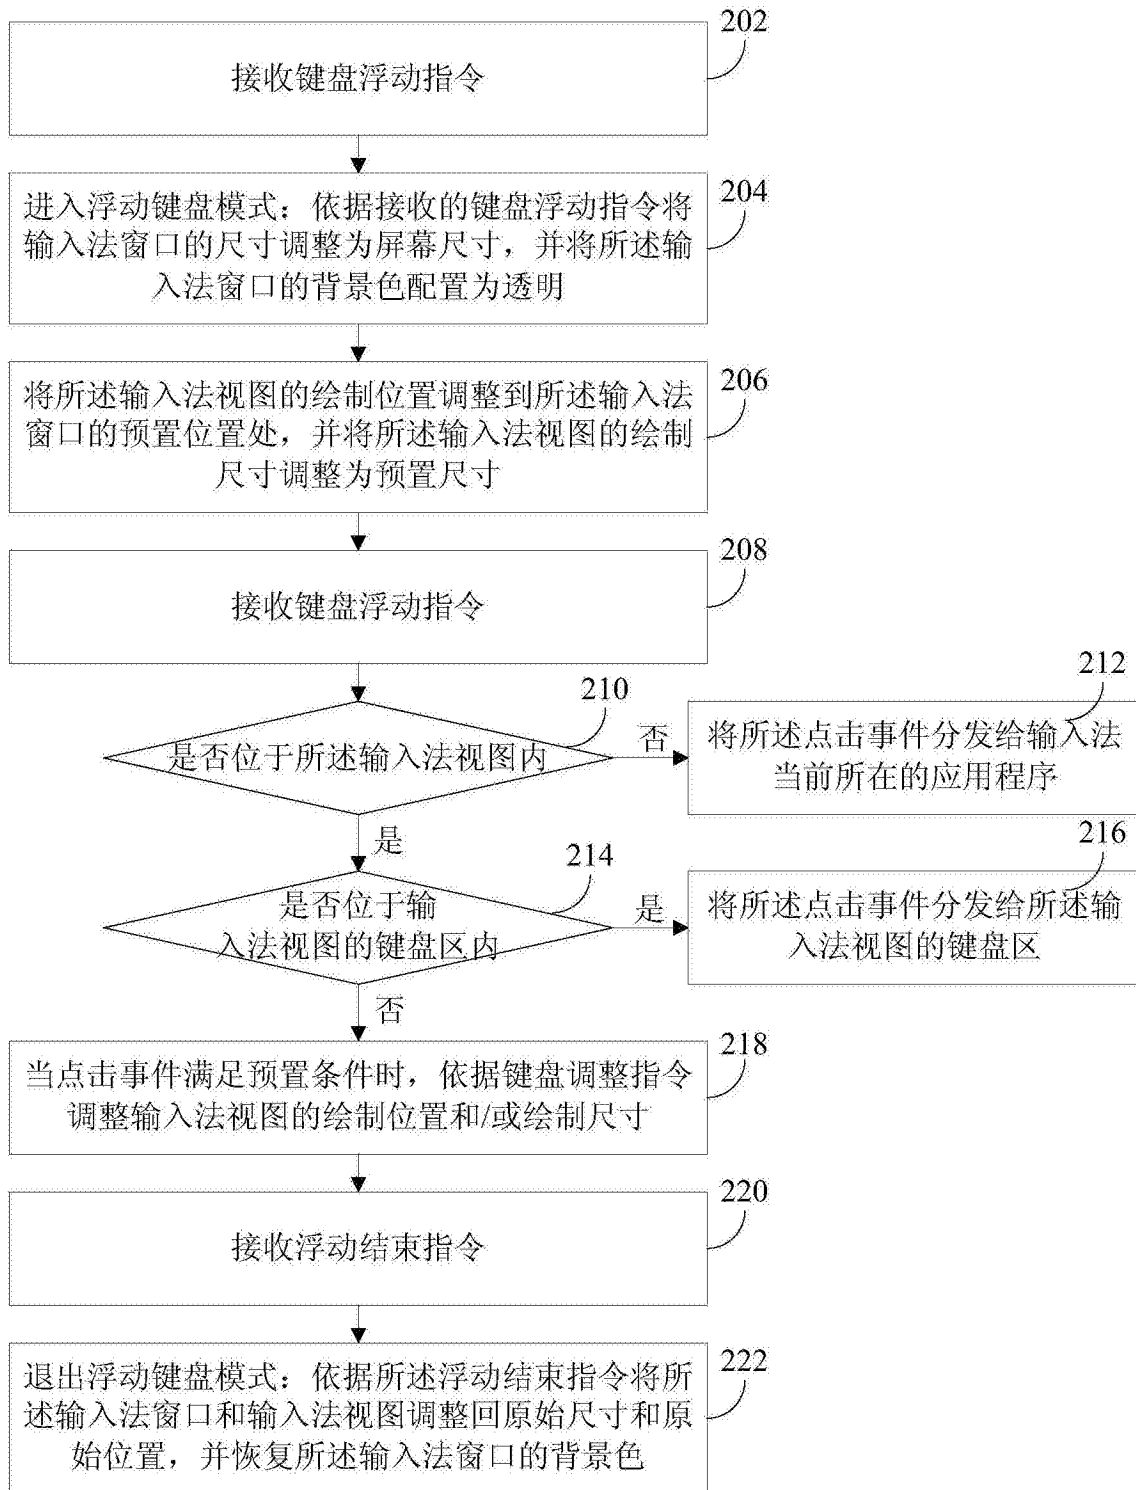 202
接收键盘浮动指令
204
进入浮动键盘模式：依据接收的键盘浮动指令将
输入法窗口的尺寸调整为屏幕尺寸，并将所述输
入法窗口的背景色配置为透明
206
将所述输入法视图的绘制位置调整到所述输入法
窗口的预置位置处，并将所述输入法视图的绘制
尺寸调整为预置尺寸
208
接收键盘浮动指令
210
是否位于所述输入法视图内
否
212
将所述点击事件分发给输入法
当前所在的应用程序
是
214
是否位于输
入法视图的键盘区内
是
216
将所述点击事件分发给所述输
入法视图的键盘区
否
218
当点击事件满足预置条件时，依据键盘调整指令
调整输入法视图的绘制位置和/或绘制尺寸
220
接收浮动结束指令
222
退出浮动键盘模式：依据所述浮动结束指令将所
述输入法窗口和输入法视图调整回原始尺寸和原
始位置，并恢复所述输入法窗口的背景色